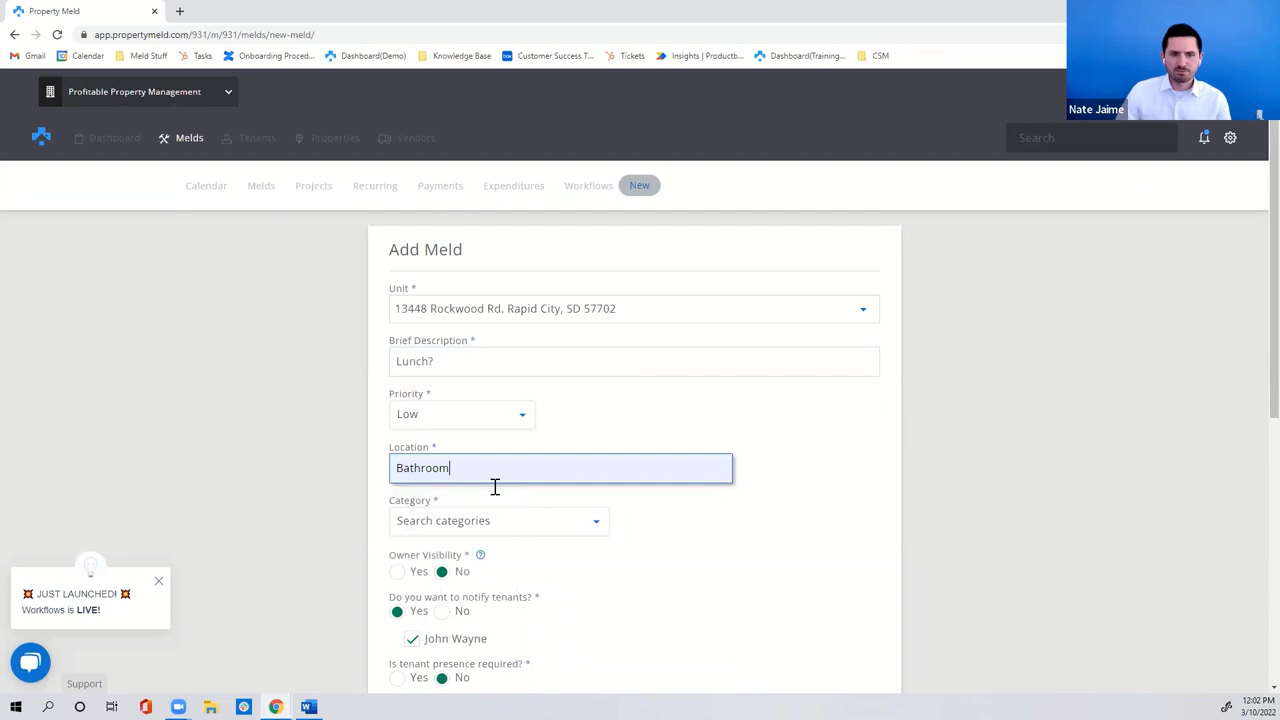 Property Meld
app.propertymeld.com/931/m/931/melds/new-meld/
Gmail Calendar Meld Stuff Tasks Onboarding Proced... Dashboard(Demo) Knowledge Base Customer Success T... Tickets Insights | Productb... Dashboard(Training... CSM
Nate Jaime
Profitable Property Management
Dashboard Melds Tenants Properties Vendors Search
Calendar Melds Projects Recurring Payments Expenditures Workflows New
Add Meld
Unit *
13448 Rockwood Rd. Rapid City, SD 57702
Brief Description *
Lunch?
Priority *
Low
Location *
Bathroom
Category *
Search categories
Owner Visibility *
Yes No
Do you want to notify tenants? *
Yes No
John Wayne
Is tenant presence required? *
Yes No
💥 JUST LAUNCHED! 💥
Workflows is LIVE!
Support
12:02 PM
3/10/2022